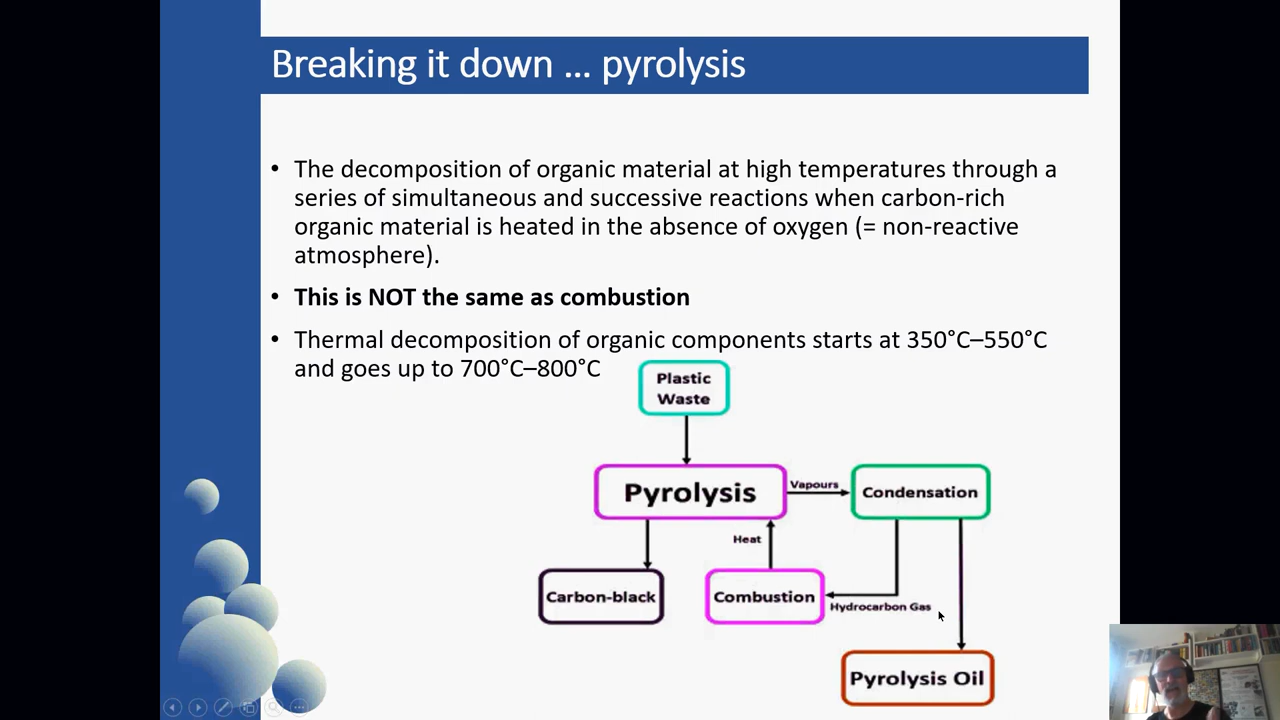 Breaking it down ... pyrolysis
• The decomposition of organic material at high temperatures through a
series of simultaneous and successive reactions when carbon-rich
organic material is heated in the absence of oxygen (= non-reactive
atmosphere).
• This is NOT the same as combustion
• Thermal decomposition of organic components starts at 350°C–550°C
and goes up to 700°C–800°C
Plastic
Waste
Pyrolysis
Vapours
Condensation
Heat
Carbon-black
Combustion
Hydrocarbon Gas
Pyrolysis Oil